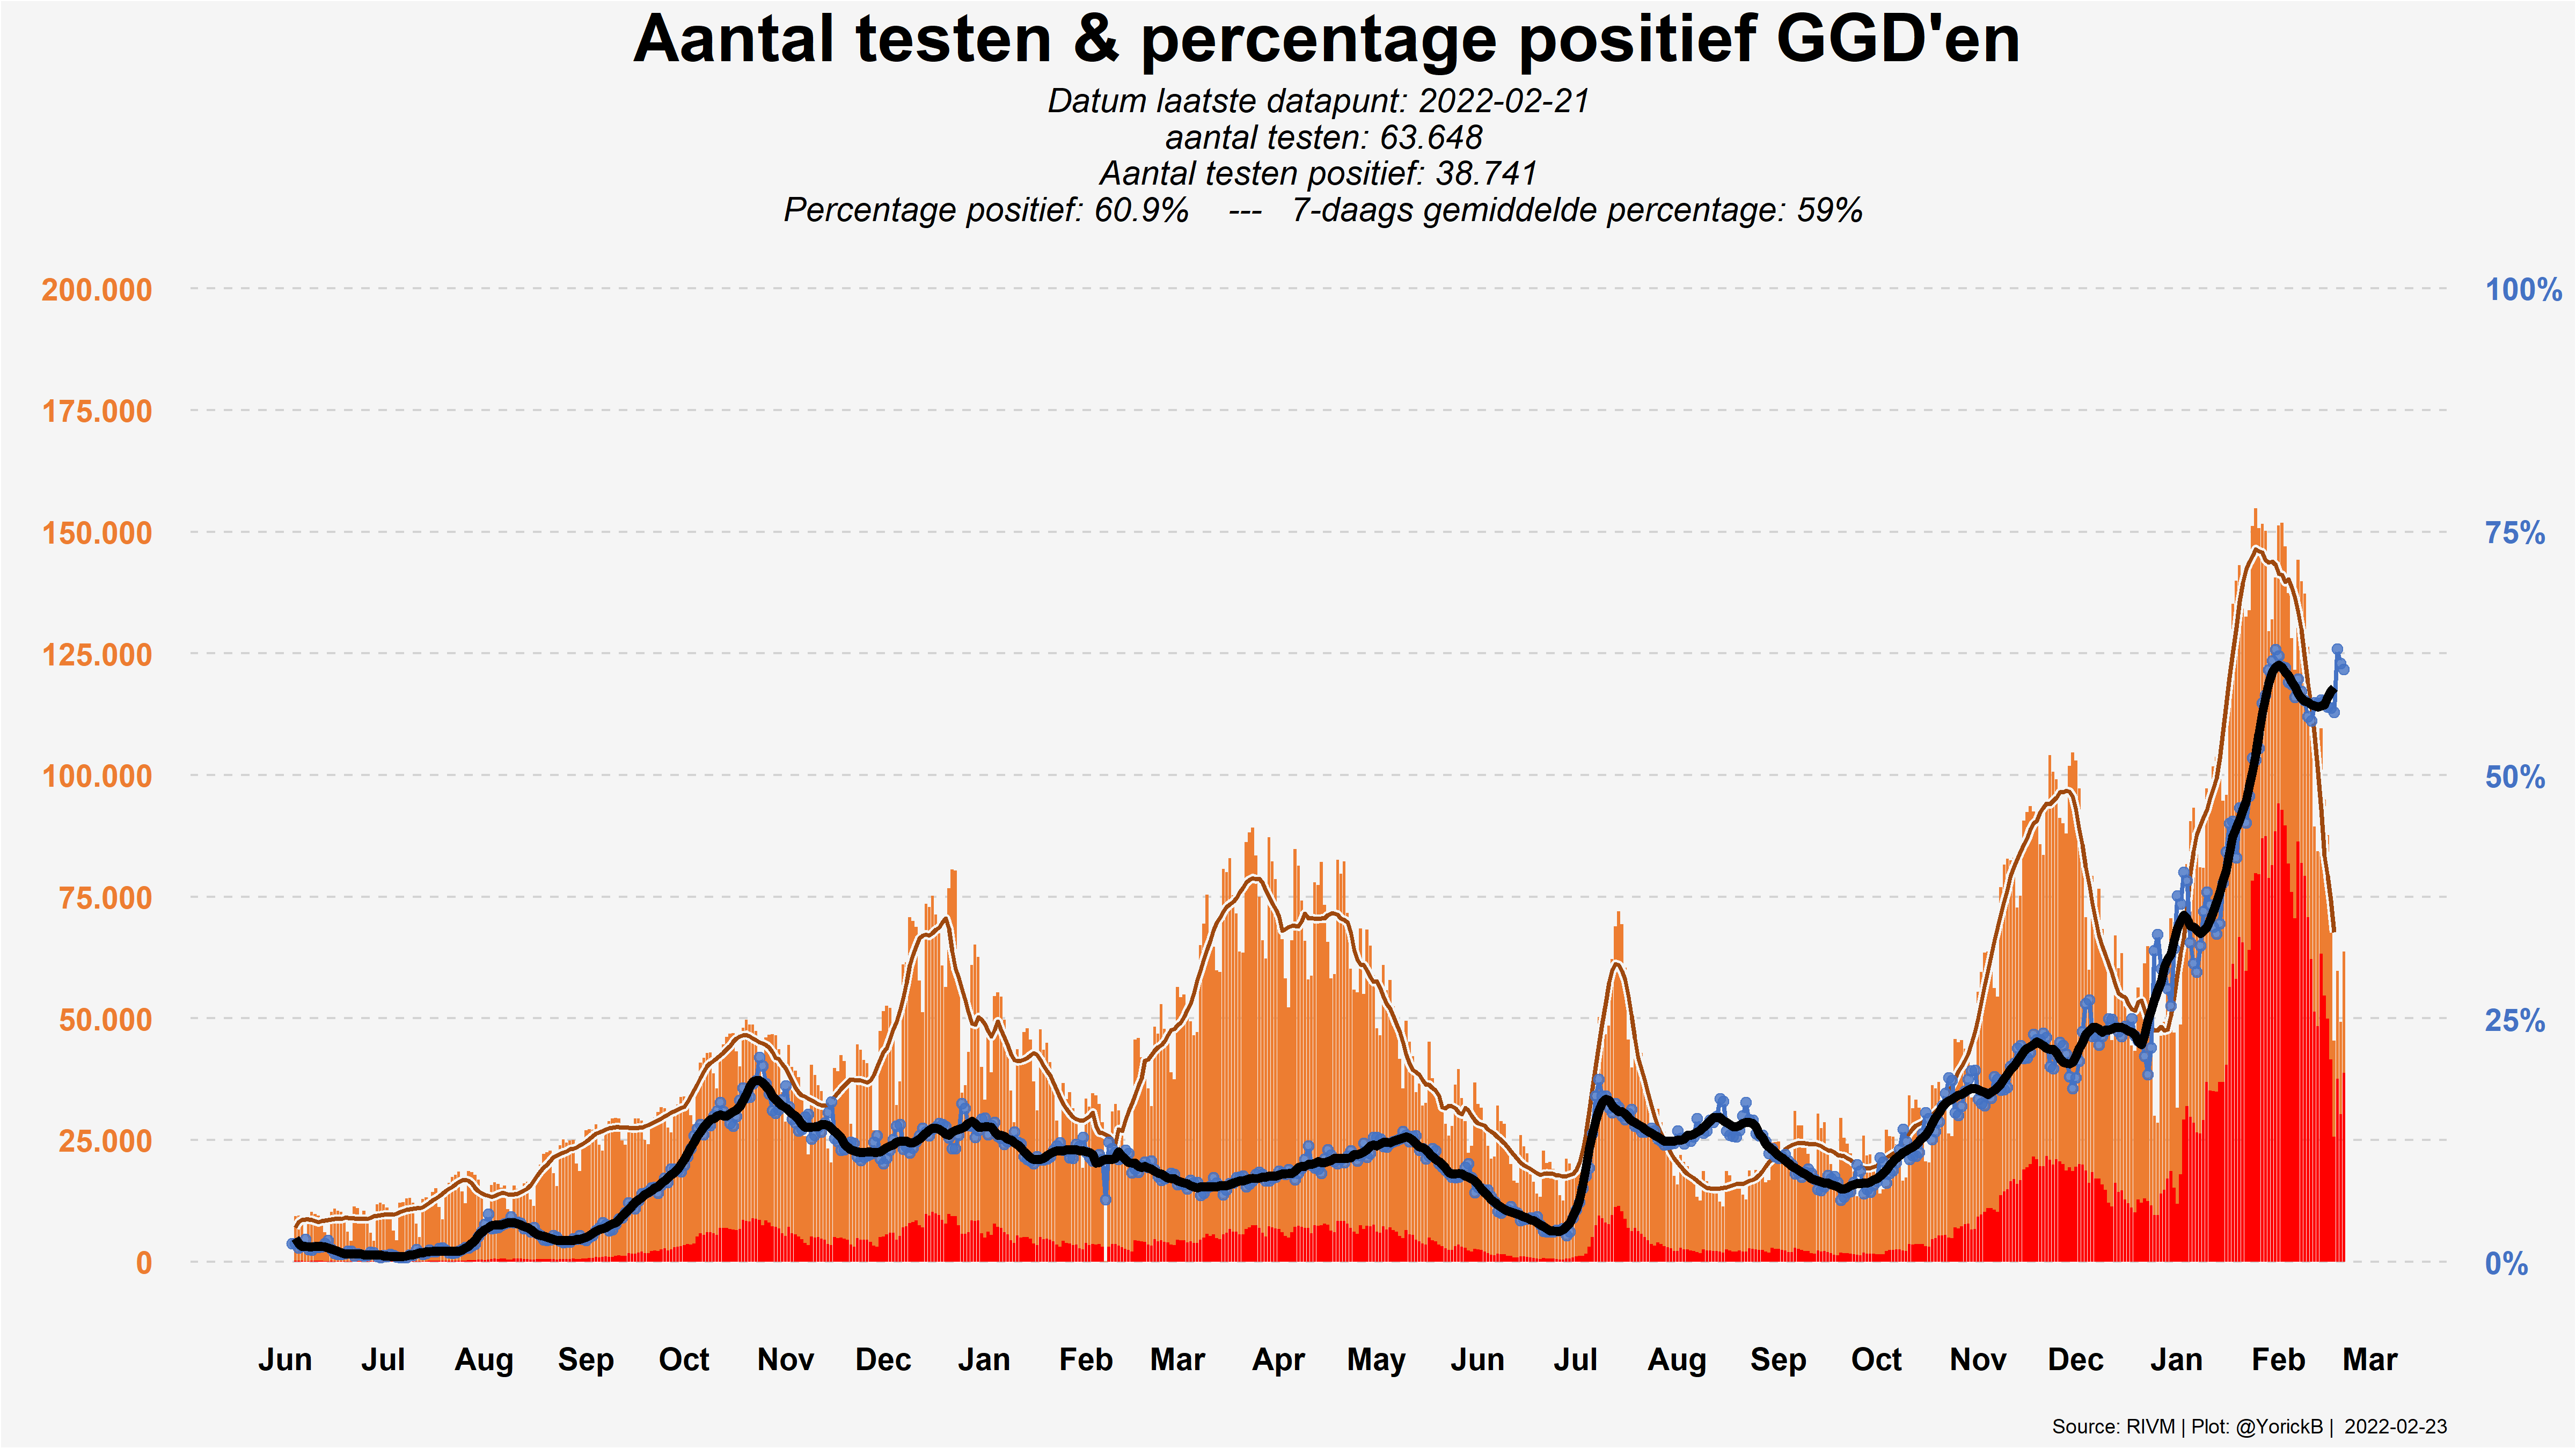 Aantal testen & percentage positief GGD'en
Datum laatste datapunt: 2022-02-21
aantal testen: 63.648
Aantal testen positief: 38.741
Percentage positief: 60.9%    ---   7-daags gemiddelde percentage: 59%
200.000 100%
175.000
150.000 75%
125.000
100.000 50%
75.000
50.000 25%
25.000
0 0%
Jun Jul Aug Sep Oct Nov Dec Jan Feb Mar Apr May Jun Jul Aug Sep Oct Nov Dec Jan Feb Mar
Source: RIVM | Plot: @YorickB |  2022-02-23